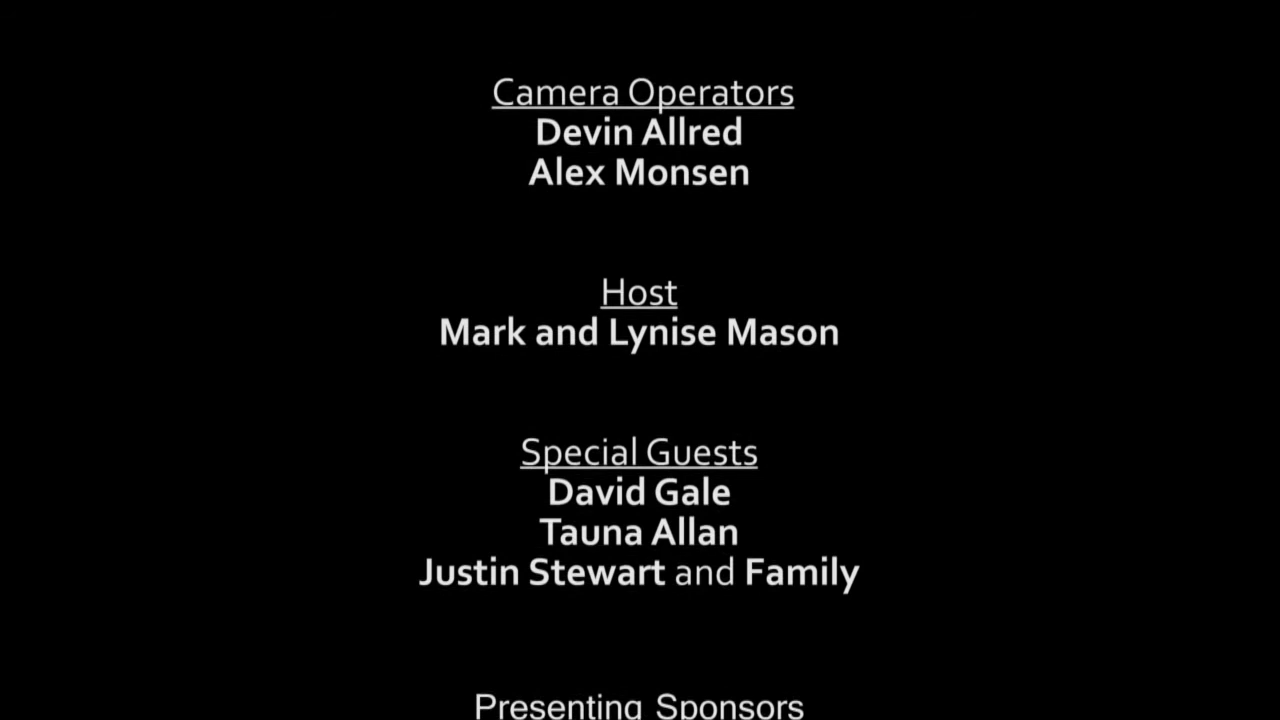 Camera Operators
Devin Allred
Alex Monsen
Host
Mark and Lynise Mason
Special Guests
David Gale
Tauna Allan
Justin Stewart and Family
Presenting Sponsors